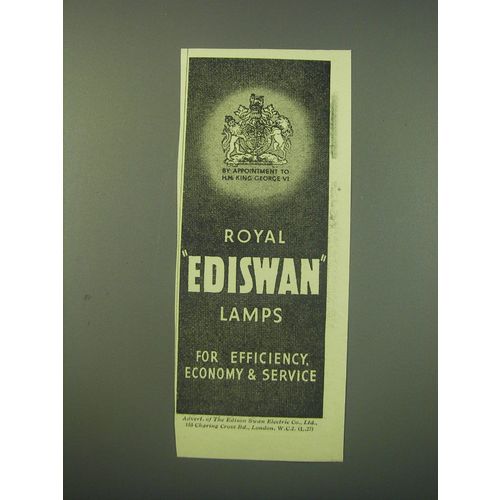 BY APPOINTMENT TO
H.M. KING GEORGE VI
ROYAL
"EDISWAN"
LAMPS
FOR EFFICIENCY,
ECONOMY & SERVICE
Advert. of The Edison Swan Electric Co., Ltd.,
155 Charing Cross Rd., London, W.C.2. (L.27)